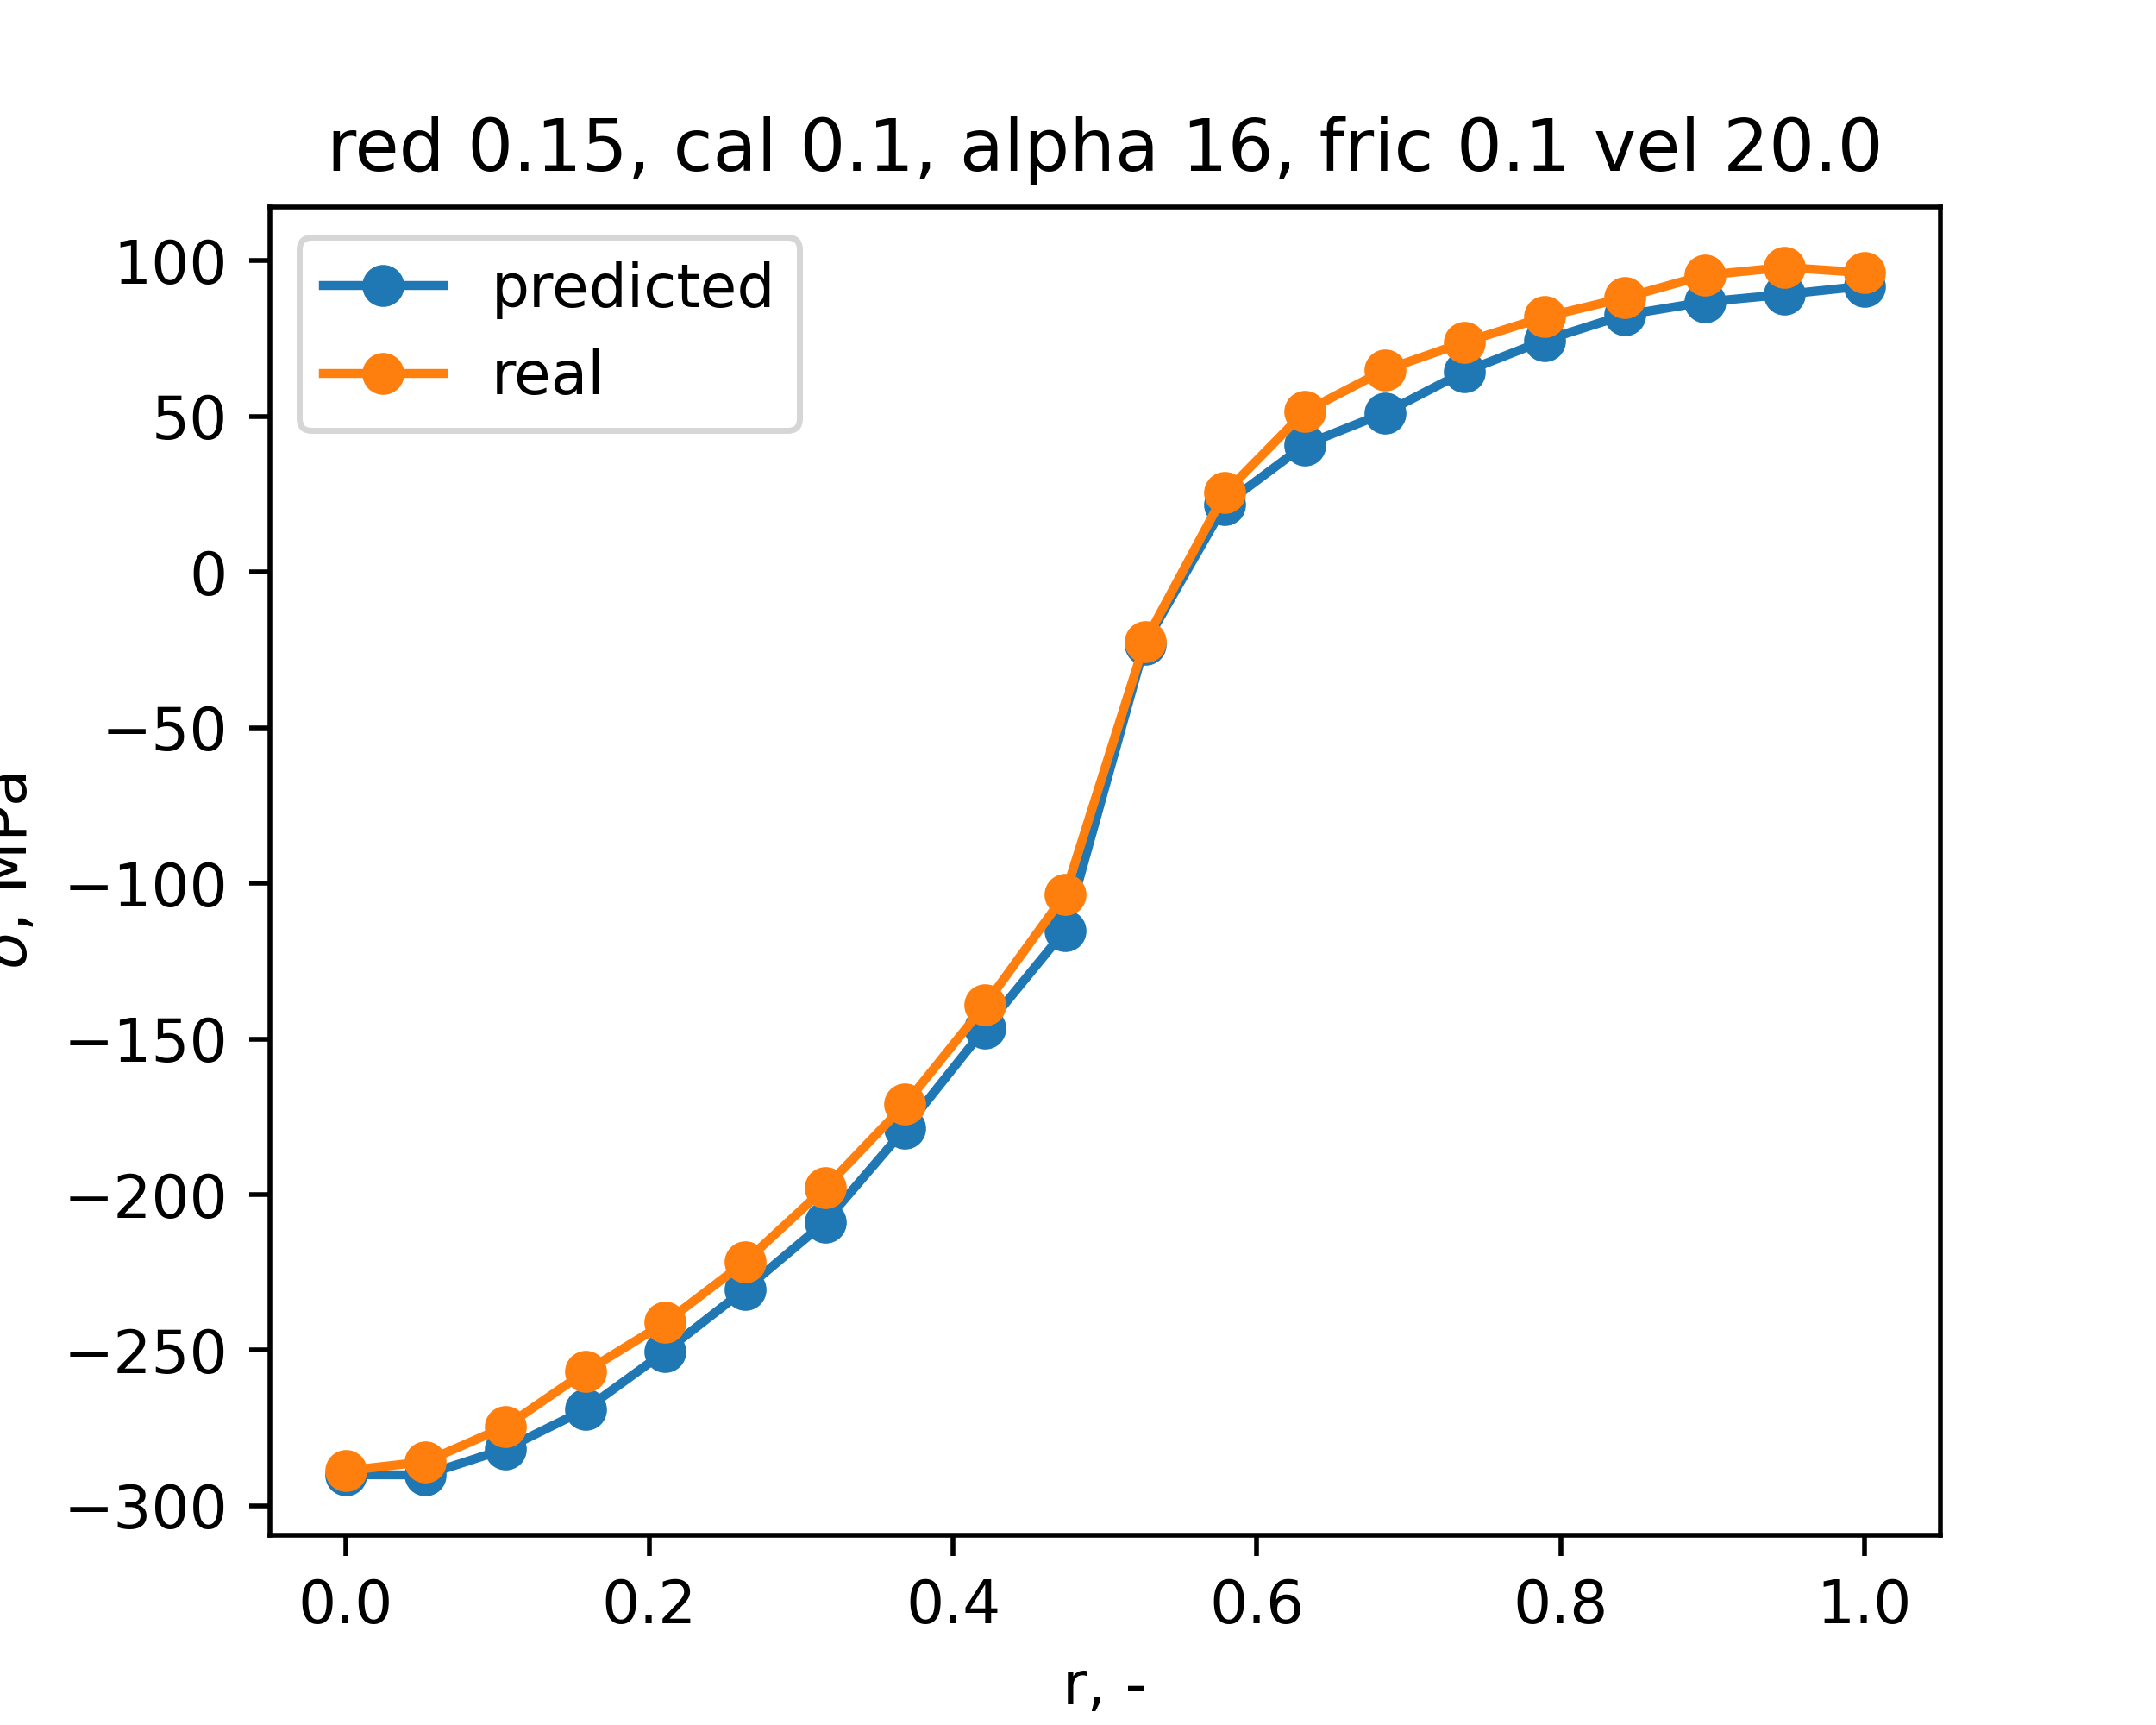 red 0.15, cal 0.1, alpha 16, fric 0.1 vel 20.0
predicted
real
100
50
0
−50
−100
−150
−200
−250
−300
σ, MPa
0.0 0.2 0.4 0.6 0.8 1.0
r, -